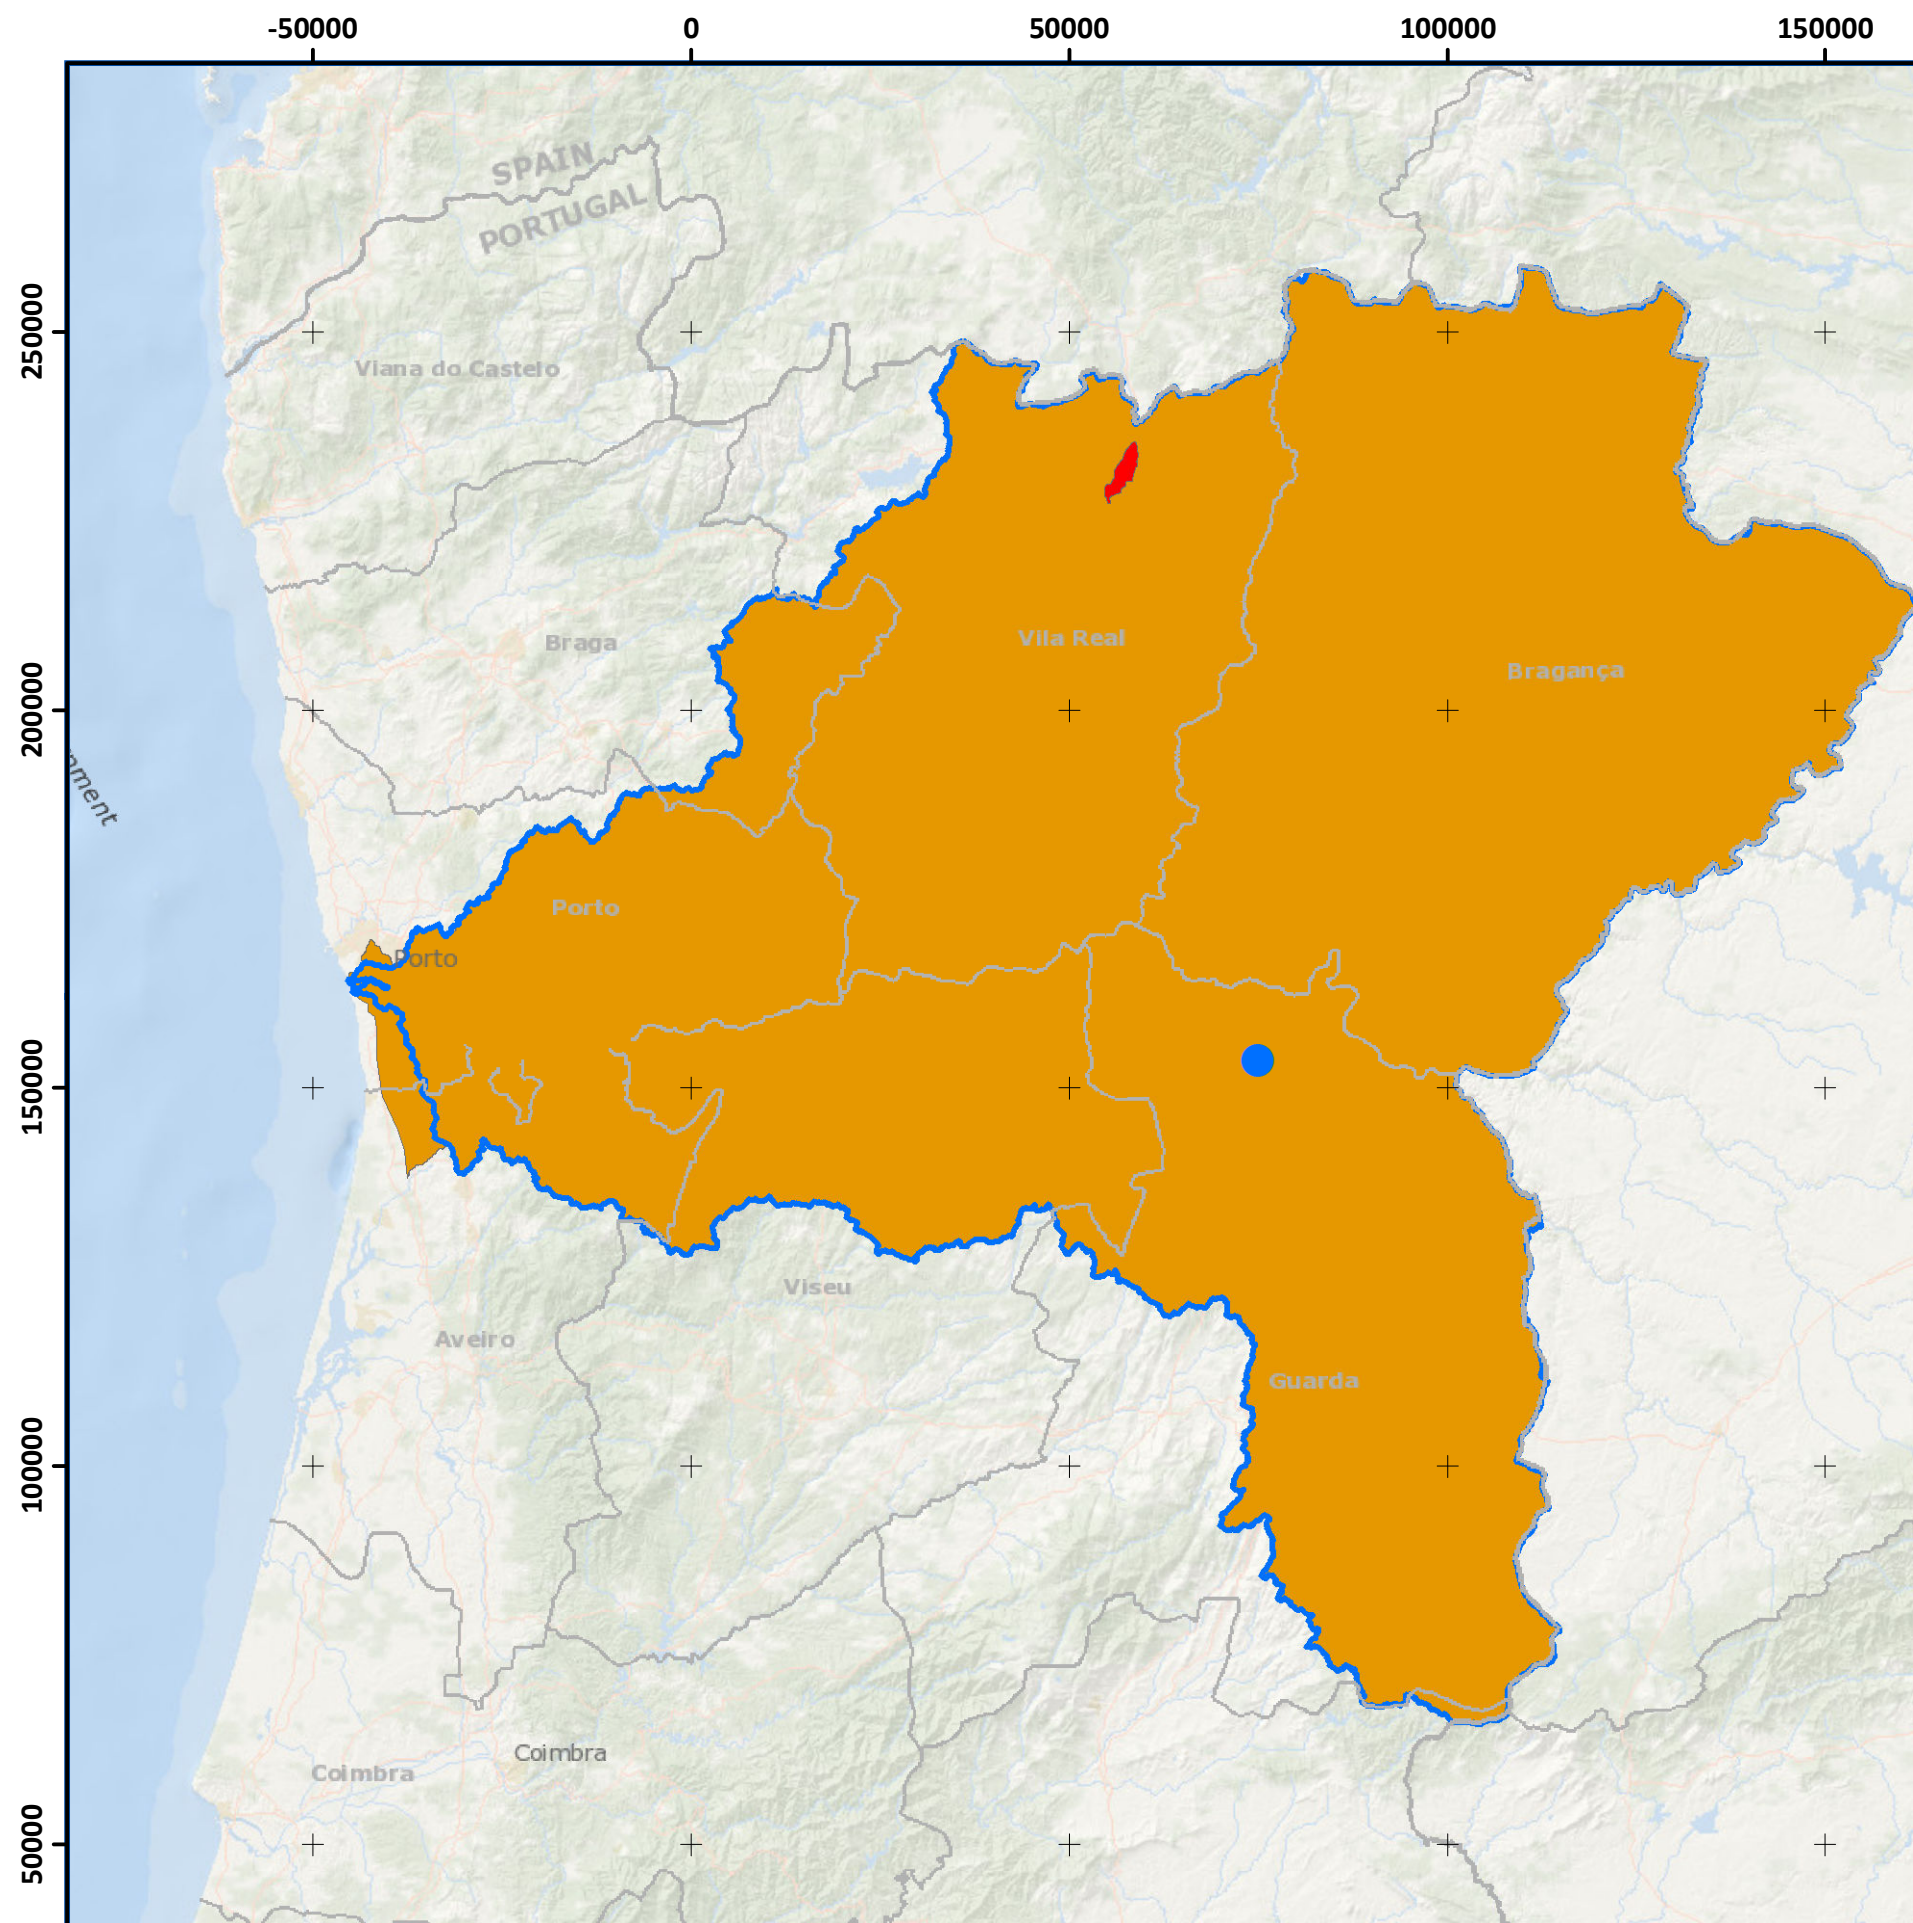 -50000 0 50000 100000 150000
SPAIN
PORTUGAL
250000
Viana do Castelo
Braga
Vila Real
Bragança
200000
nment
Porto
Porto
150000
Viseu
Aveiro
Guarda
100000
Coimbra
Coimbra
50000